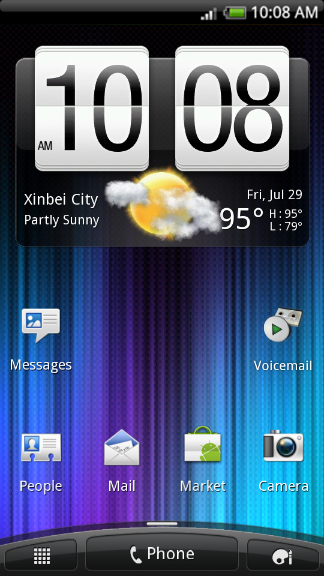 10:08 AM
10 08
AM
Xinbei City
Partly Sunny
Fri, Jul 29
95° H: 95°
L: 79°
Messages
Voicemail
People
Mail
Market
Camera
Phone